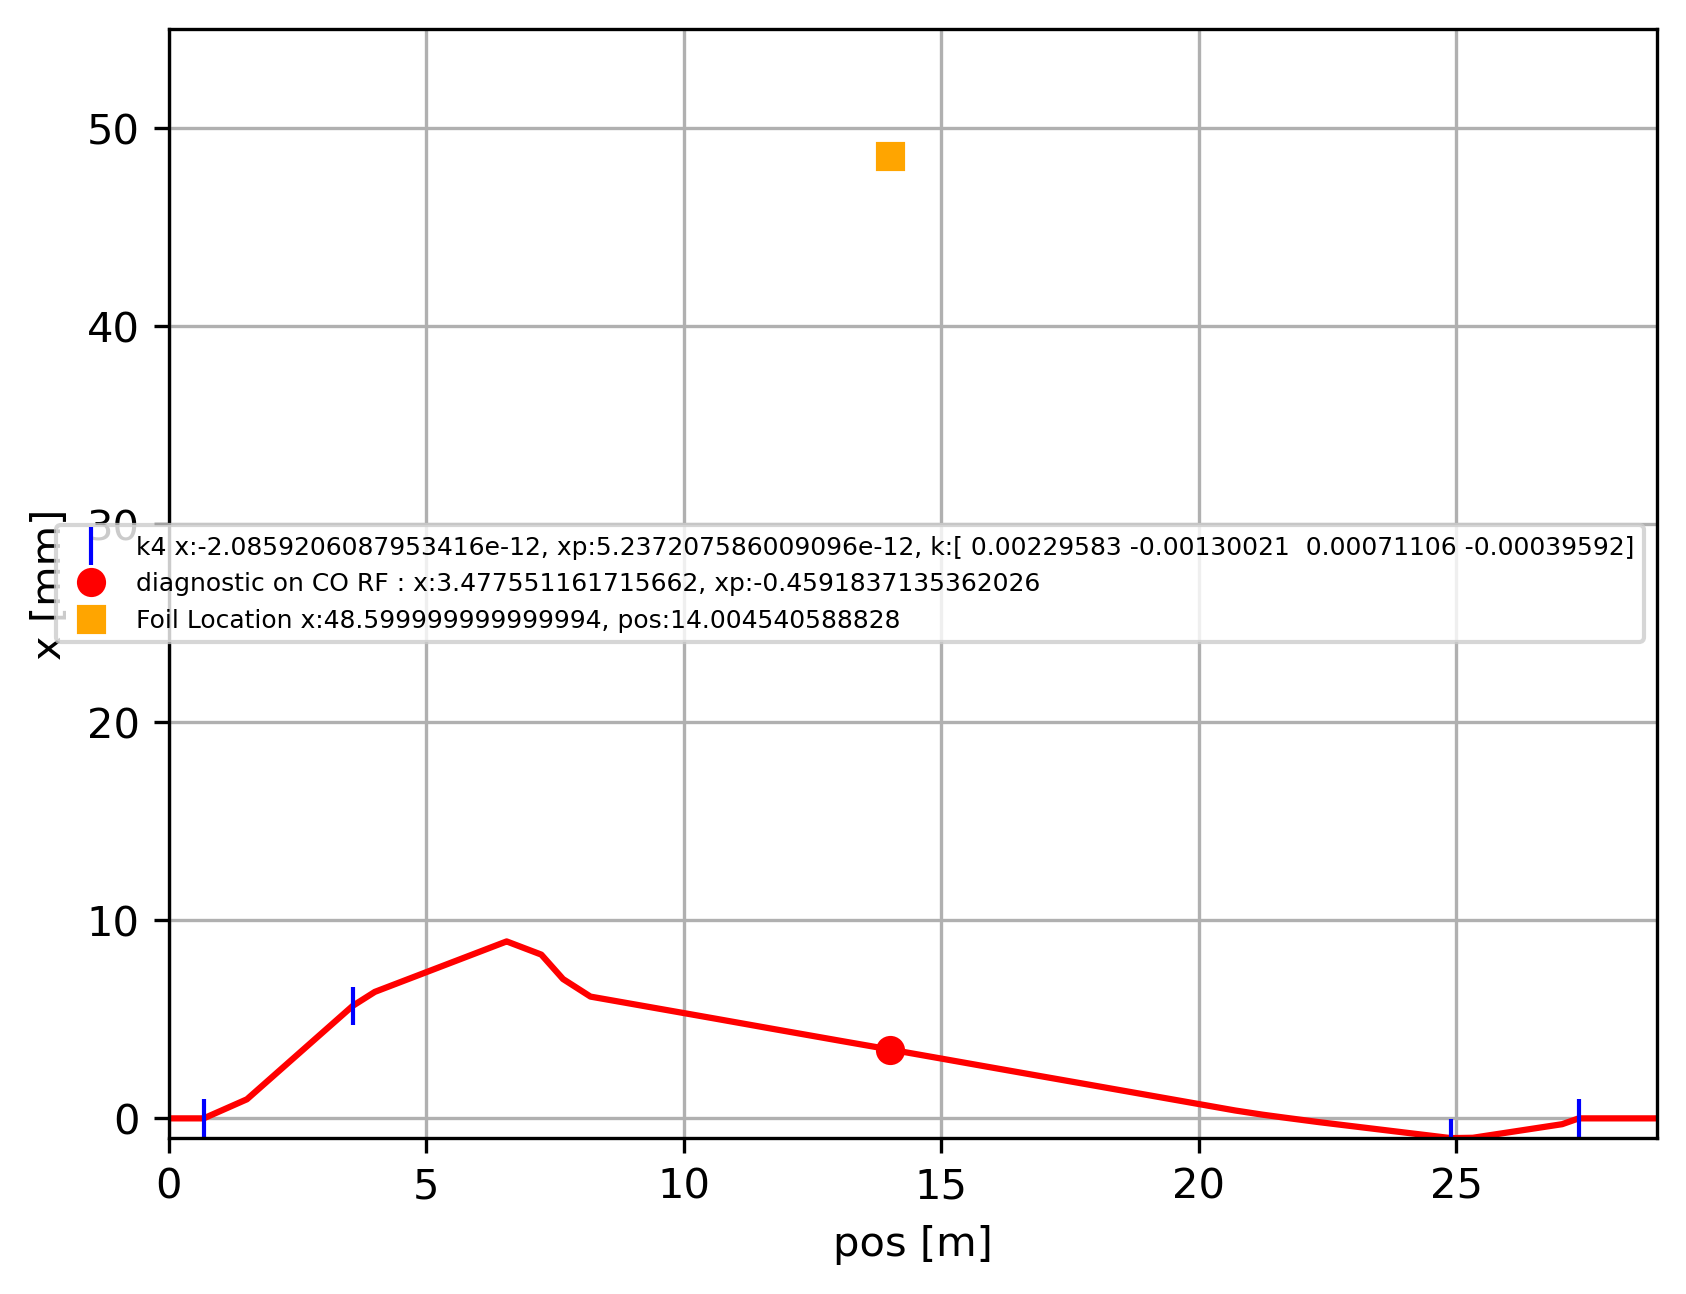 50
40
30
k4 x:-2.0859206087953416e-12, xp:5.237207586009096e-12, k:[ 0.00229583 -0.00130021  0.00071106 -0.00039592]
diagnostic on CO RF : x:3.477551161715662, xp:-0.4591837135362026
Foil Location x:48.599999999999994, pos:14.004540588828
x [mm]
20
10
0
0 5 10 15 20 25
pos [m]